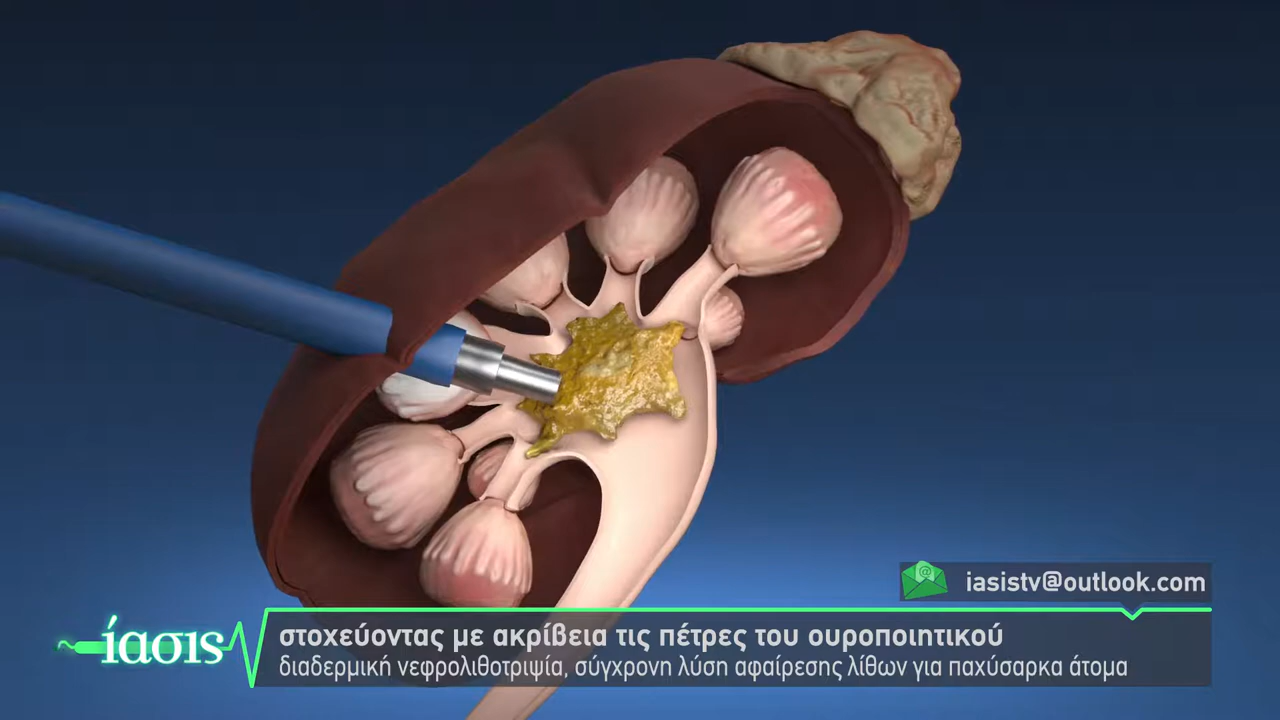 iasistv@outlook.com
ίασις
στοχεύοντας με ακρίβεια τις πέτρες του ουροποιητικού
διαδερμική νεφρολιθοτριψία, σύγχρονη λύση αφαίρεσης λίθων για παχύσαρκα άτομα